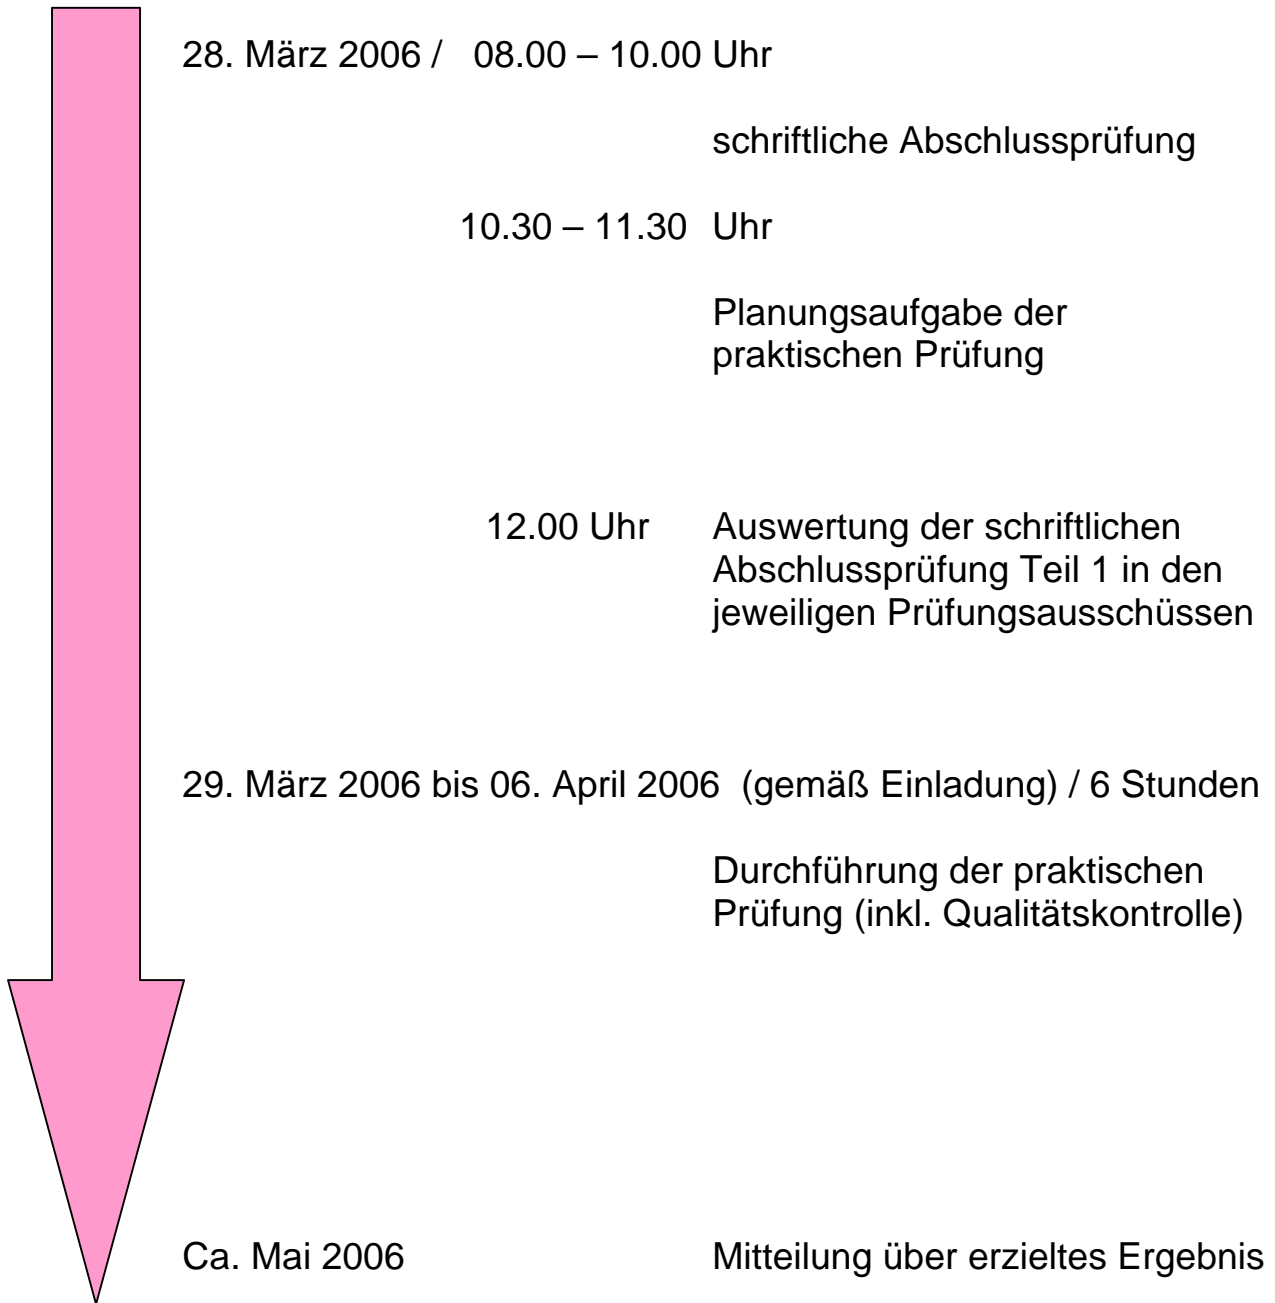 28. März 2006 / 08.00 – 10.00 Uhr
schriftliche Abschlussprüfung
10.30 – 11.30 Uhr
Planungsaufgabe der
praktischen Prüfung
12.00 Uhr Auswertung der schriftlichen
Abschlussprüfung Teil 1 in den
jeweiligen Prüfungsausschüssen
29. März 2006 bis 06. April 2006 (gemäß Einladung) / 6 Stunden
Durchführung der praktischen
Prüfung (inkl. Qualitätskontrolle)
Ca. Mai 2006 Mitteilung über erzieltes Ergebnis